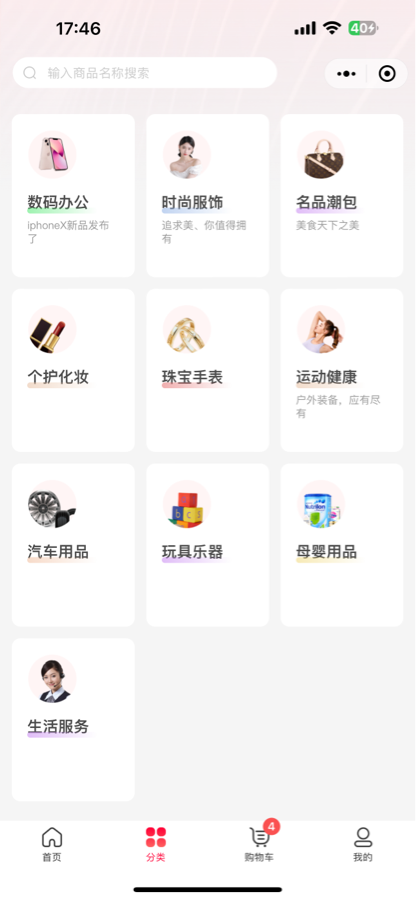 17:46
40
输入商品名称搜索
数码办公
iphoneX新品发布
了
时尚服饰
追求美、你值得拥
有
名品潮包
美食天下之美
个护化妆
珠宝手表
运动健康
户外装备，应有尽
有
汽车用品
玩具乐器
母婴用品
生活服务
4
首页
分类
购物车
我的